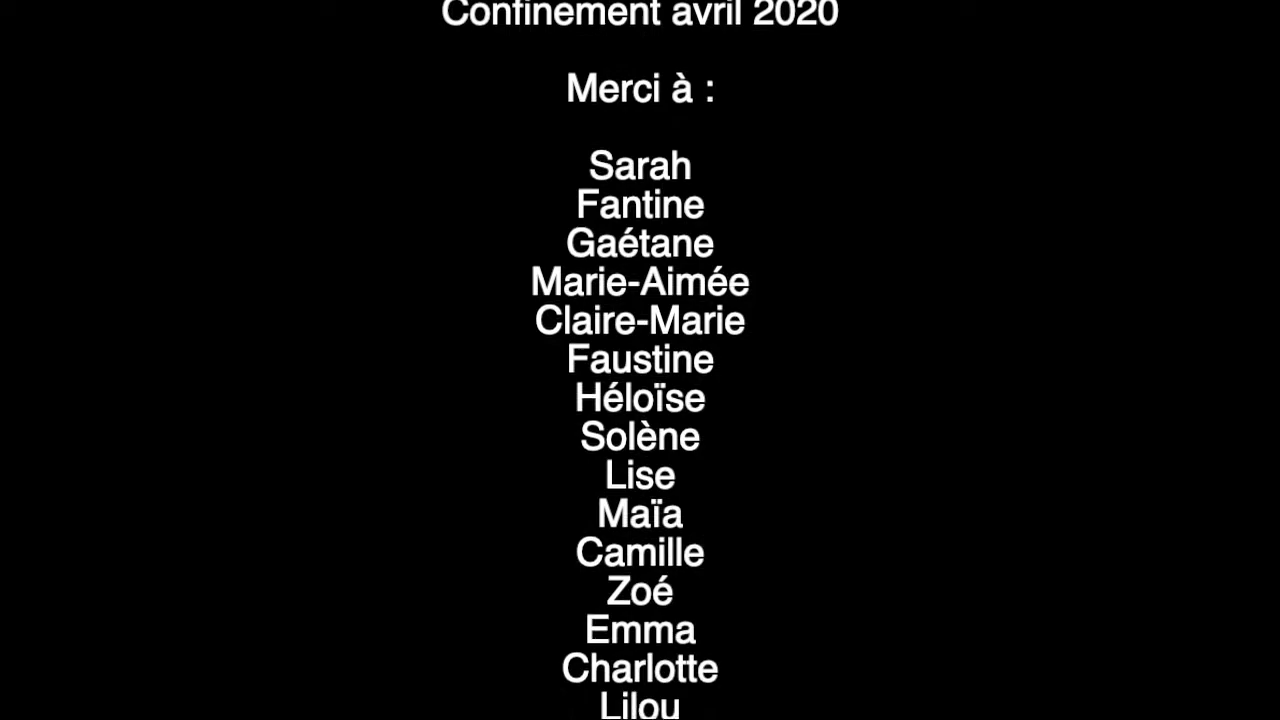 Confinement avril 2020
Merci à :
Sarah
Fantine
Gaétane
Marie-Aimée
Claire-Marie
Faustine
Héloïse
Solène
Lise
Maïa
Camille
Zoé
Emma
Charlotte
Lilou